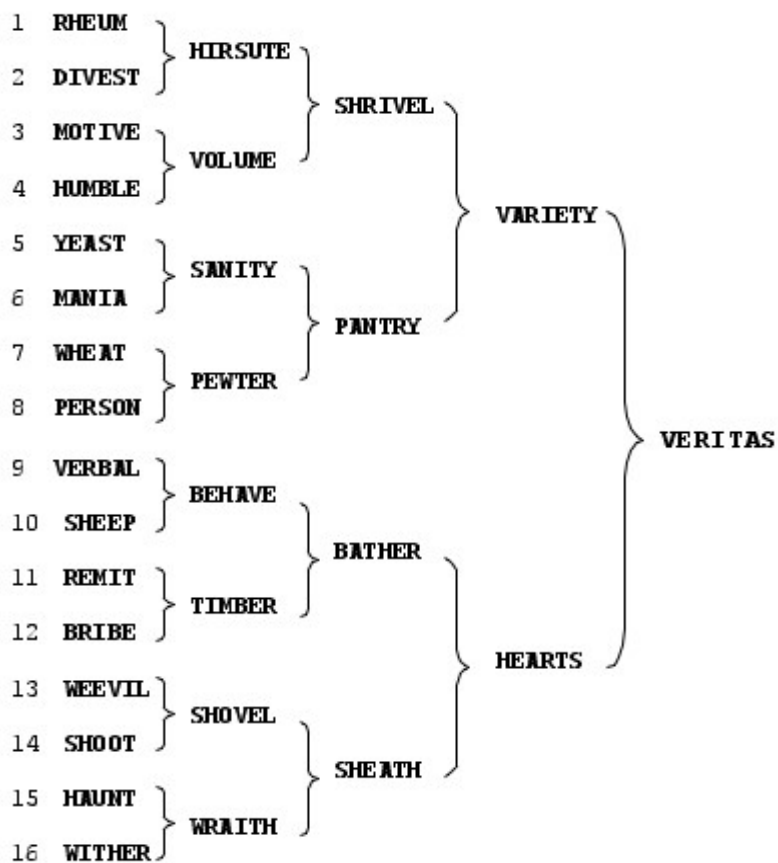 1 RHEUM
HIRSUTE
2 DIVEST
SHRIVEL
3 MOTIVE
VOLUME
4 HUMBLE
VARIETY
5 YEAST
SANITY
6 MANIA
PANTRY
7 WHEAT
PEWTER
8 PERSON
VERITAS
9 VERBAL
BEHAVE
10 SHEEP
BATHER
11 REMIT
TIMBER
12 BRIBE
HEARTS
13 WEEVIL
SHOVEL
14 SHOOT
SHEATH
15 HAUNT
WRAITH
16 WITHER